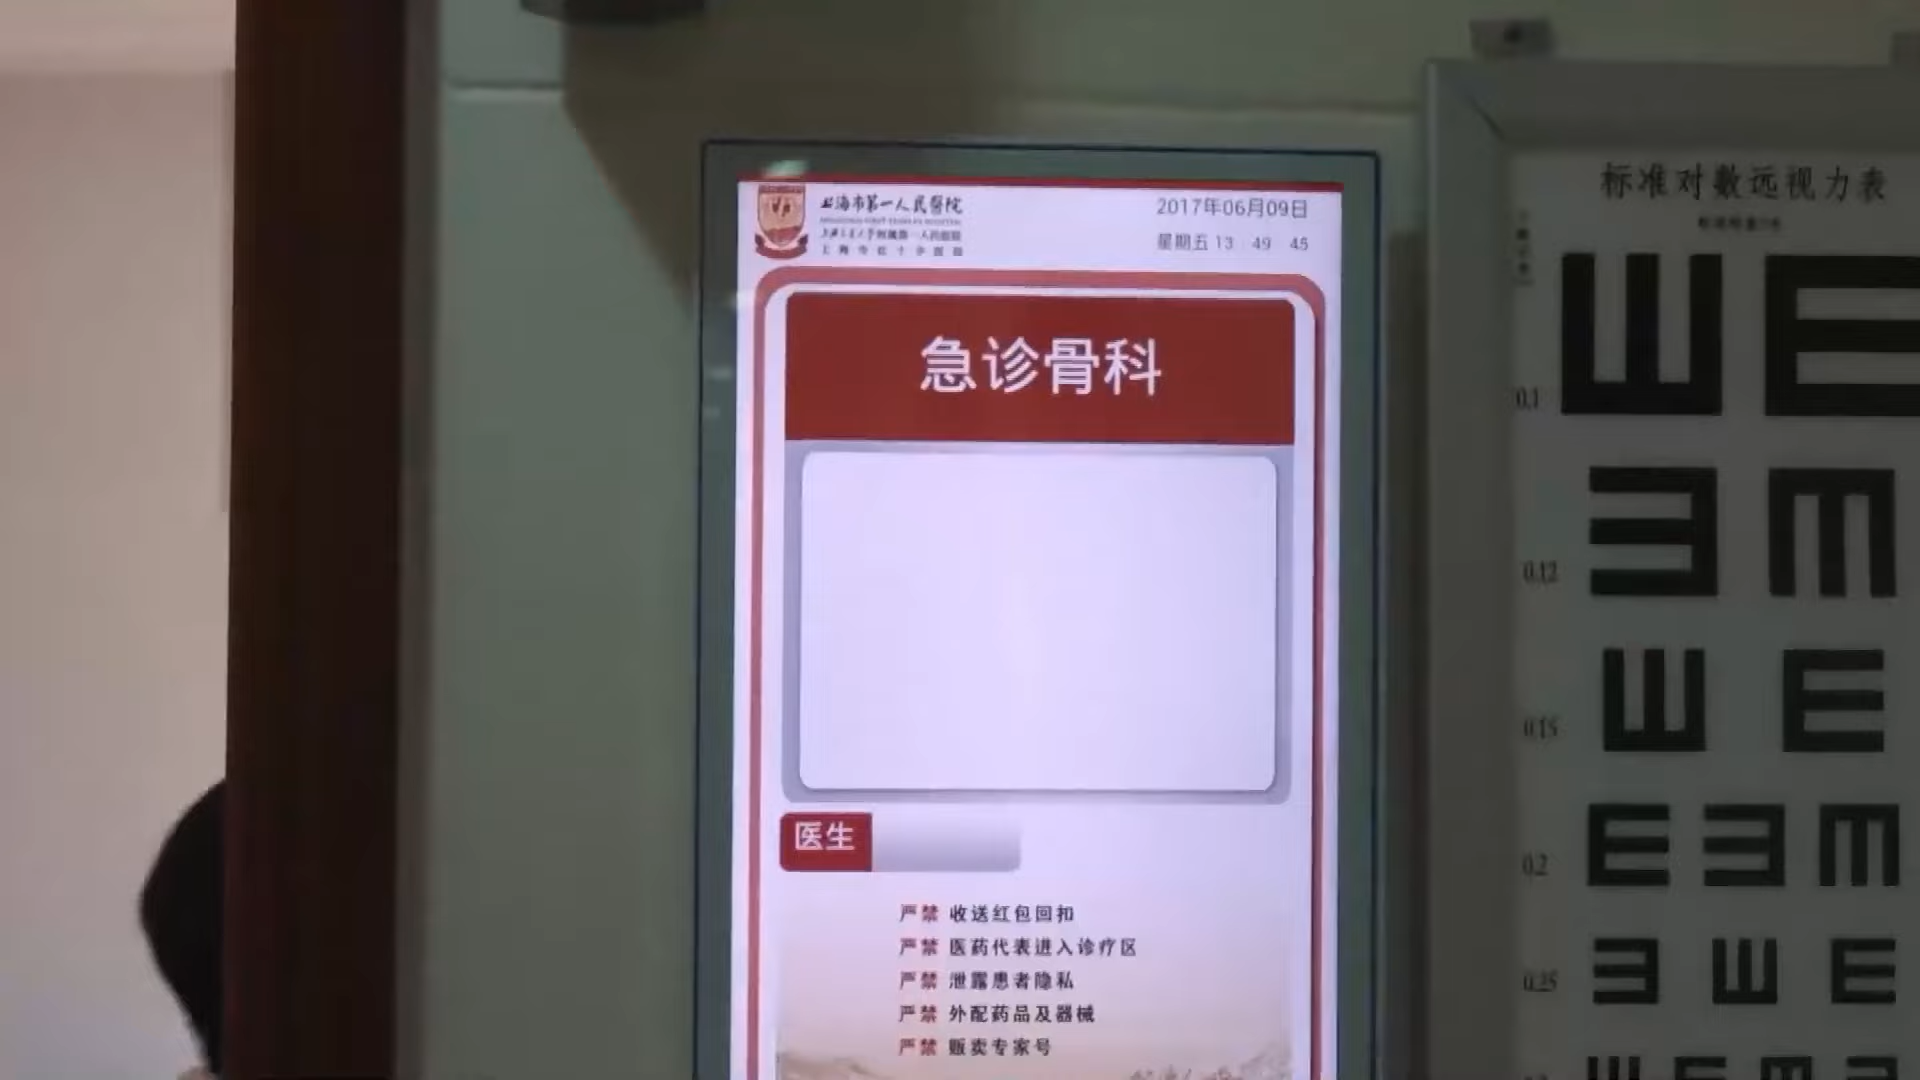 上海市第一人民醫院
2017年06月09日
星期五 13 49 45
急诊骨科
医生
严禁 收送红包回扣
严禁 医药代表进入诊疗区
严禁 泄露患者隐私
严禁 外配药品及器械
严禁 贩卖专家号
标准对数远视力表
0.1
0.12
0.15
0.2
0.25